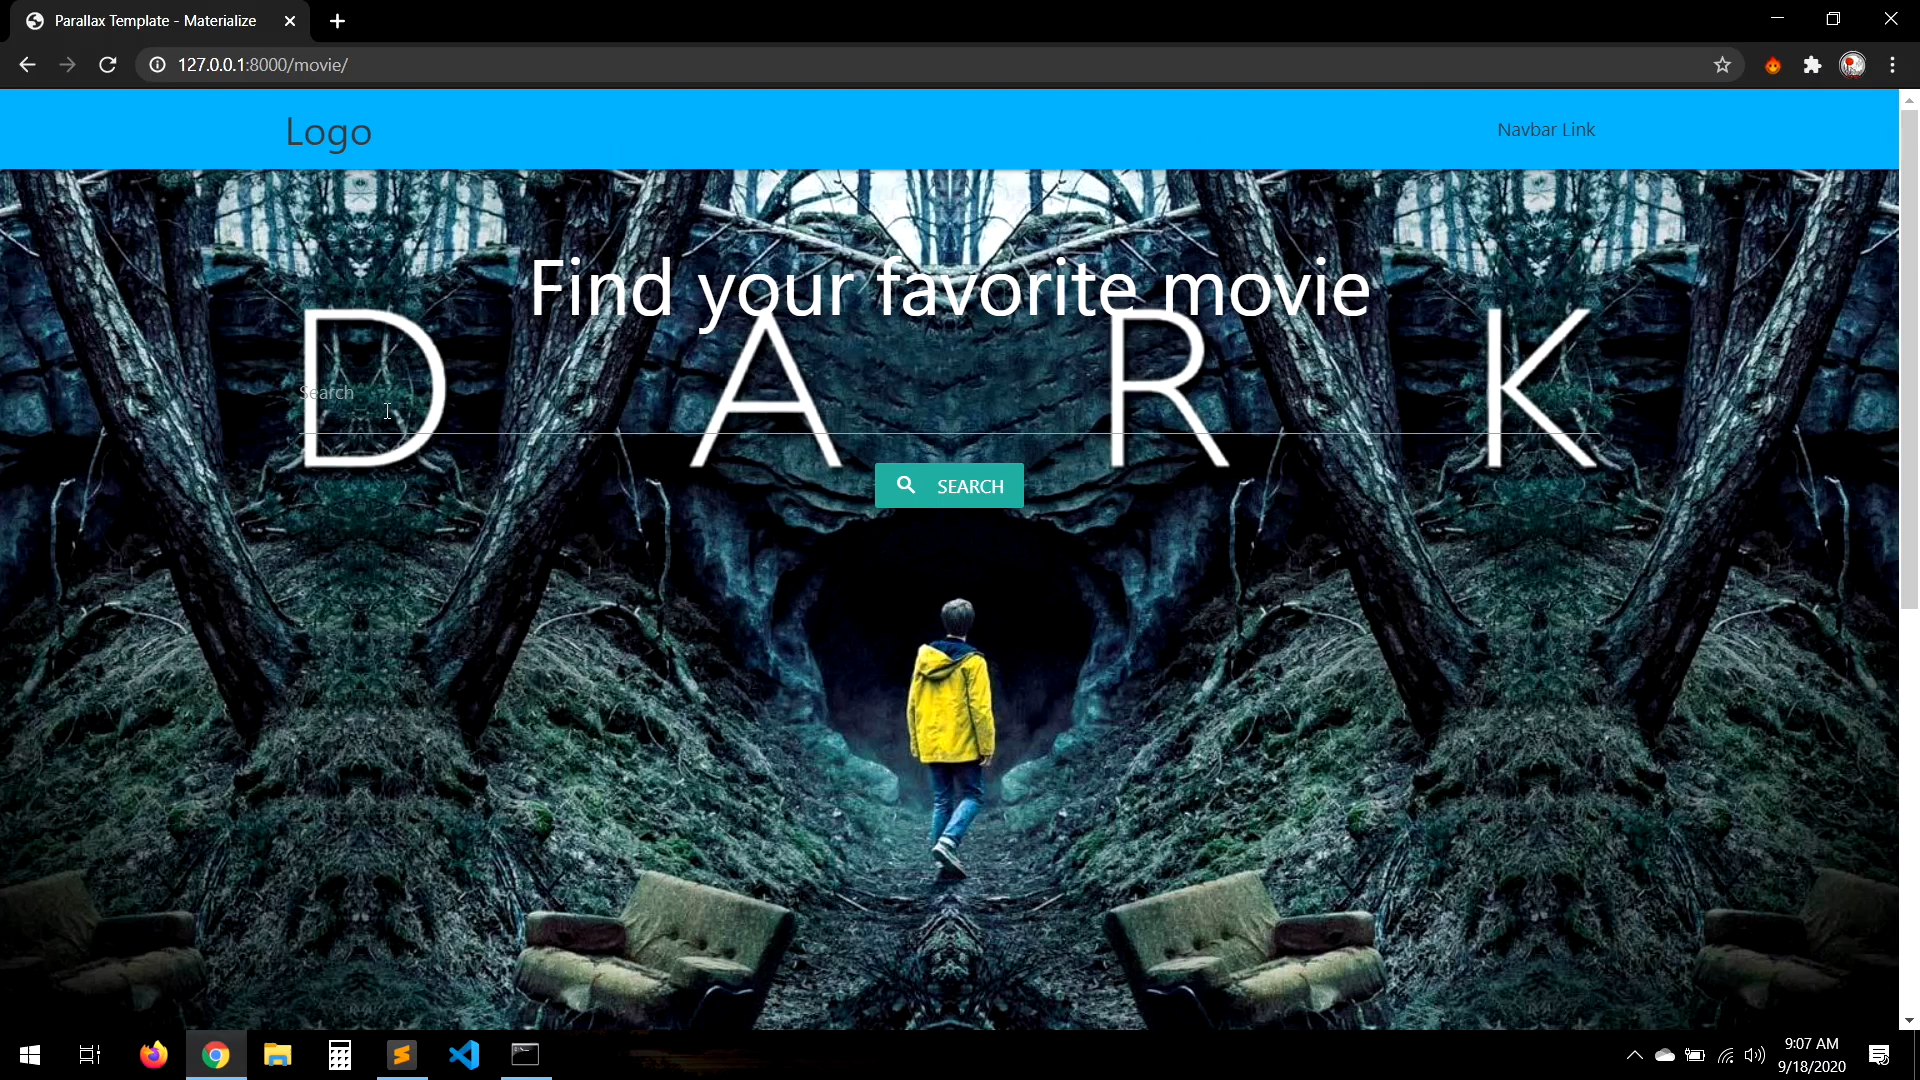 Parallax Template - Materialize
127.0.0.1:8000/movie/
Logo
Navbar Link
Find your favorite movie
D A R K
Search
SEARCH
9:07 AM
9/18/2020